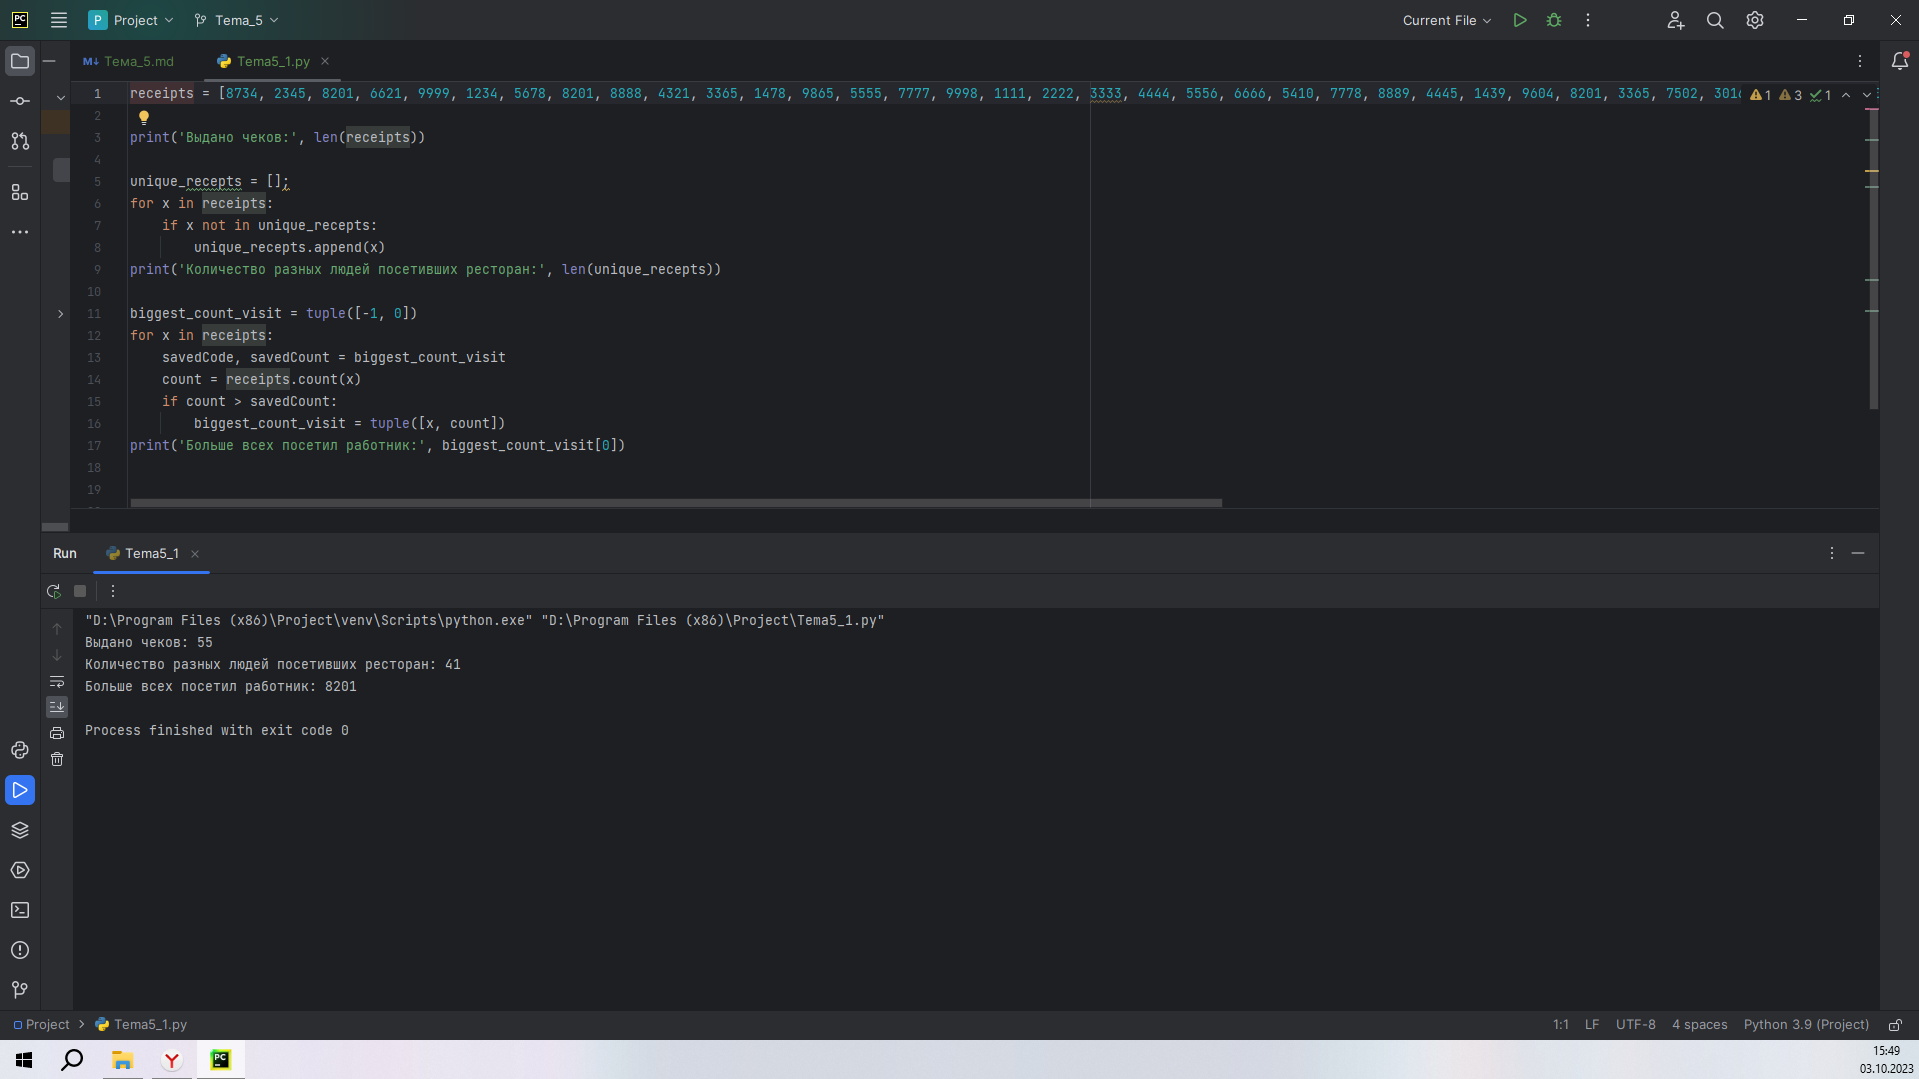 PC P Project Tema_5 Current File
Тема_5.md Tema5_1.py
1 receipts = [8734, 2345, 8201, 6621, 9999, 1234, 5678, 8201, 8888, 4321, 3365, 1478, 9865, 5555, 7777, 9998, 1111, 2222, 3333, 4444, 5556, 6666, 5410, 7778, 8889, 4445, 1439, 9604, 8201, 3365, 7502, 3016 1 3 1
2
3 print('Выдано чеков:', len(receipts))
4
5 unique_recepts = [];
6 for x in receipts:
7 if x not in unique_recepts:
8 unique_recepts.append(x)
9 print('Количество разных людей посетивших ресторан:', len(unique_recepts))
10
11 biggest_count_visit = tuple([-1, 0])
12 for x in receipts:
13 savedCode, savedCount = biggest_count_visit
14 count = receipts.count(x)
15 if count > savedCount:
16 biggest_count_visit = tuple([x, count])
17 print('Больше всех посетил работник:', biggest_count_visit[0])
18
19
Run Tema5_1
"D:\Program Files (x86)\Project\venv\Scripts\python.exe" "D:\Program Files (x86)\Project\Tema5_1.py"
Выдано чеков: 55
Количество разных людей посетивших ресторан: 41
Больше всех посетил работник: 8201
Process finished with exit code 0
Project Tema5_1.py 1:1 LF UTF-8 4 spaces Python 3.9 (Project)
15:49
03.10.2023